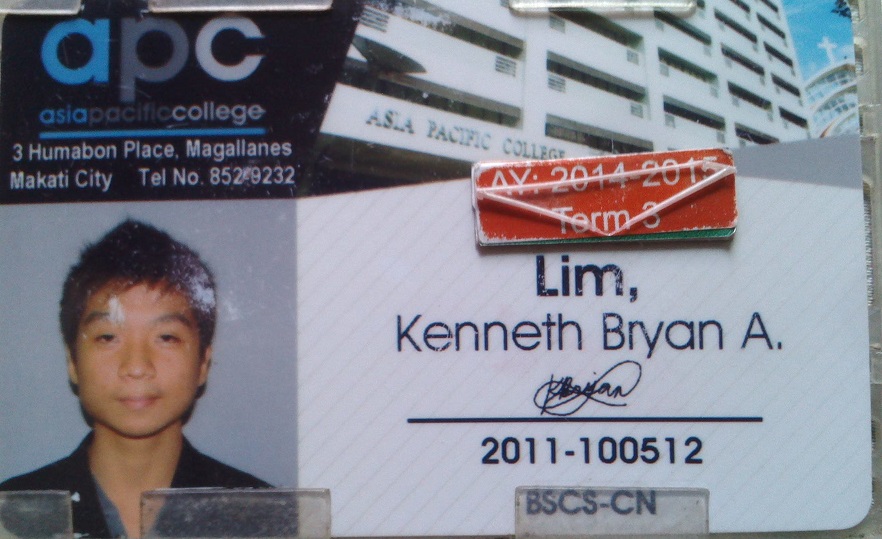 apc
asiapacificcollege
3 Humabon Place, Magallanes
Makati City Tel No. 852-9232
ASIA PACIFIC COLLEGE
AY: 2014-2015
Term 3
Lim,
Kenneth Bryan A.
KBryan
2011-100512
BSCS-CN